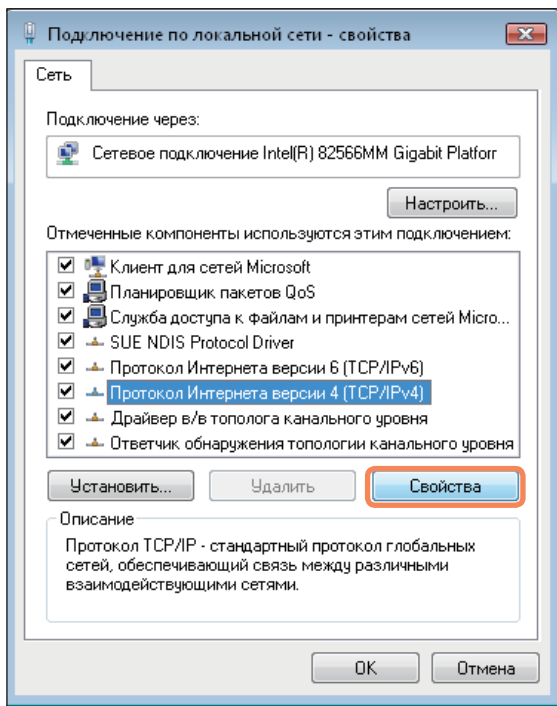 Подключение по локальной сети - свойства
Сеть
Подключение через:
Сетевое подключение Intel(R) 82566MM Gigabit Platforr
Настроить...
Отмеченные компоненты используются этим подключением:
Клиент для сетей Microsoft
Планировщик пакетов QoS
Служба доступа к файлам и принтерам сетей Micro...
SUE NDIS Protocol Driver
Протокол Интернета версии 6 (TCP/IPv6)
Протокол Интернета версии 4 (TCP/IPv4)
Драйвер в/в тополога канального уровня
Ответчик обнаружения топологии канального уровня
Установить...
Удалить
Свойства
Описание
Протокол TCP/IP - стандартный протокол глобальных
сетей, обеспечивающий связь между различными
взаимодействующими сетями.
OK
Отмена